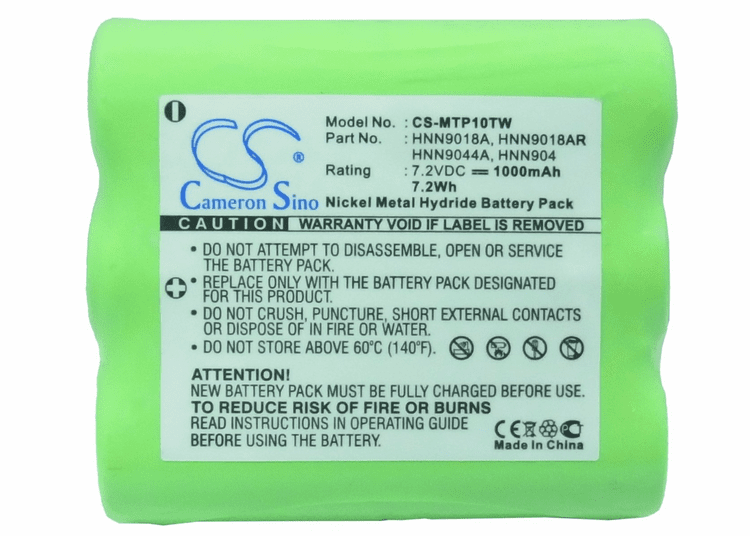 CS
Cameron Sino
®
Model No. : CS-MTP10TW
Part No. : HNN9018A, HNN9018AR
HNN9044A, HNN904
Rating : 7.2VDC ⎓ 1000mAh
7.2Wh
Nickel Metal Hydride Battery Pack
CAUTION WARRANTY VOID IF LABEL IS REMOVED
• DO NOT ATTEMPT TO DISASSEMBLE, OPEN OR SERVICE
THE BATTERY PACK.
• REPLACE ONLY WITH THE BATTERY PACK DESIGNATED
FOR THIS PRODUCT.
• DO NOT CRUSH, PUNCTURE, SHORT EXTERNAL CONTACTS
OR DISPOSE OF IN FIRE OR WATER.
• DO NOT STORE ABOVE 60°C (140°F).
ATTENTION!
NEW BATTERY PACK MUST BE FULLY CHARGED BEFORE USE.
TO REDUCE RISK OF FIRE OR BURNS
READ INSTRUCTIONS IN OPERATING GUIDE
BEFORE USING THE BATTERY.
CE
Made In China